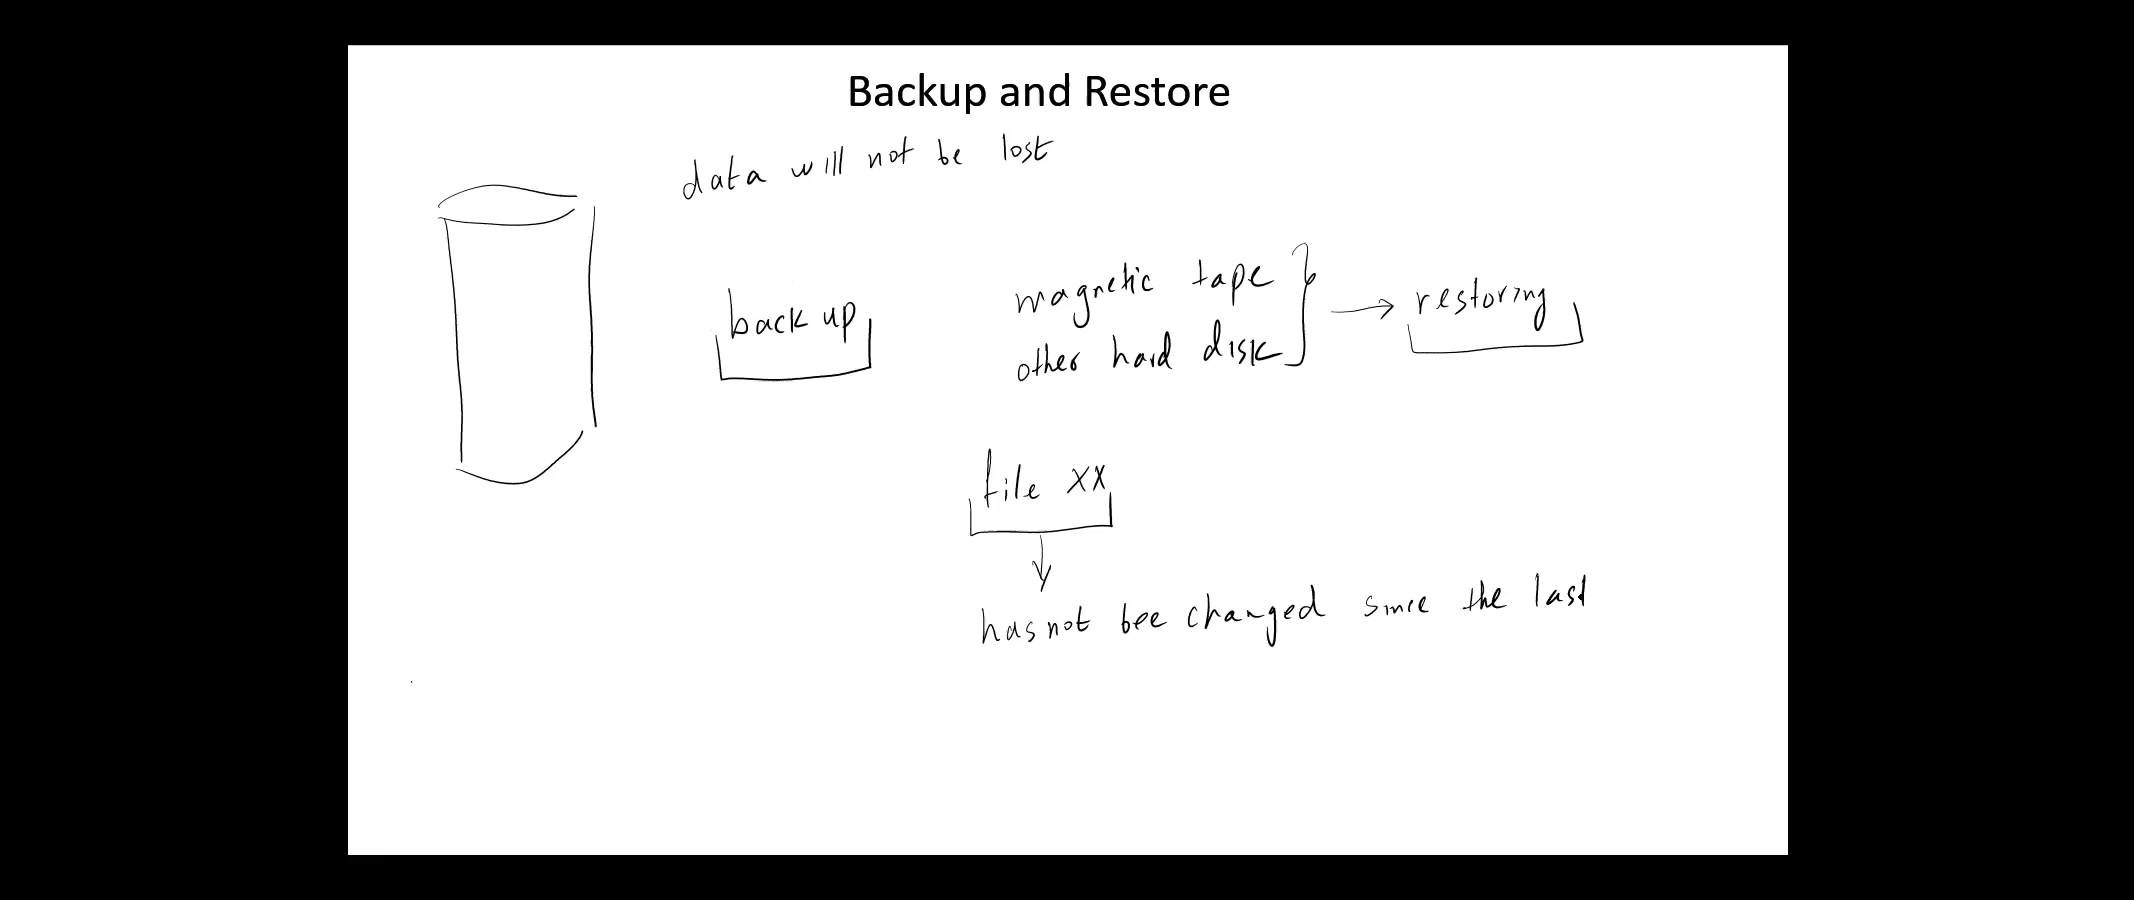 Backup and Restore
data will not be lost
back up
magnetic tape
other hard disk
restoring
file xx
has not bee changed since the last